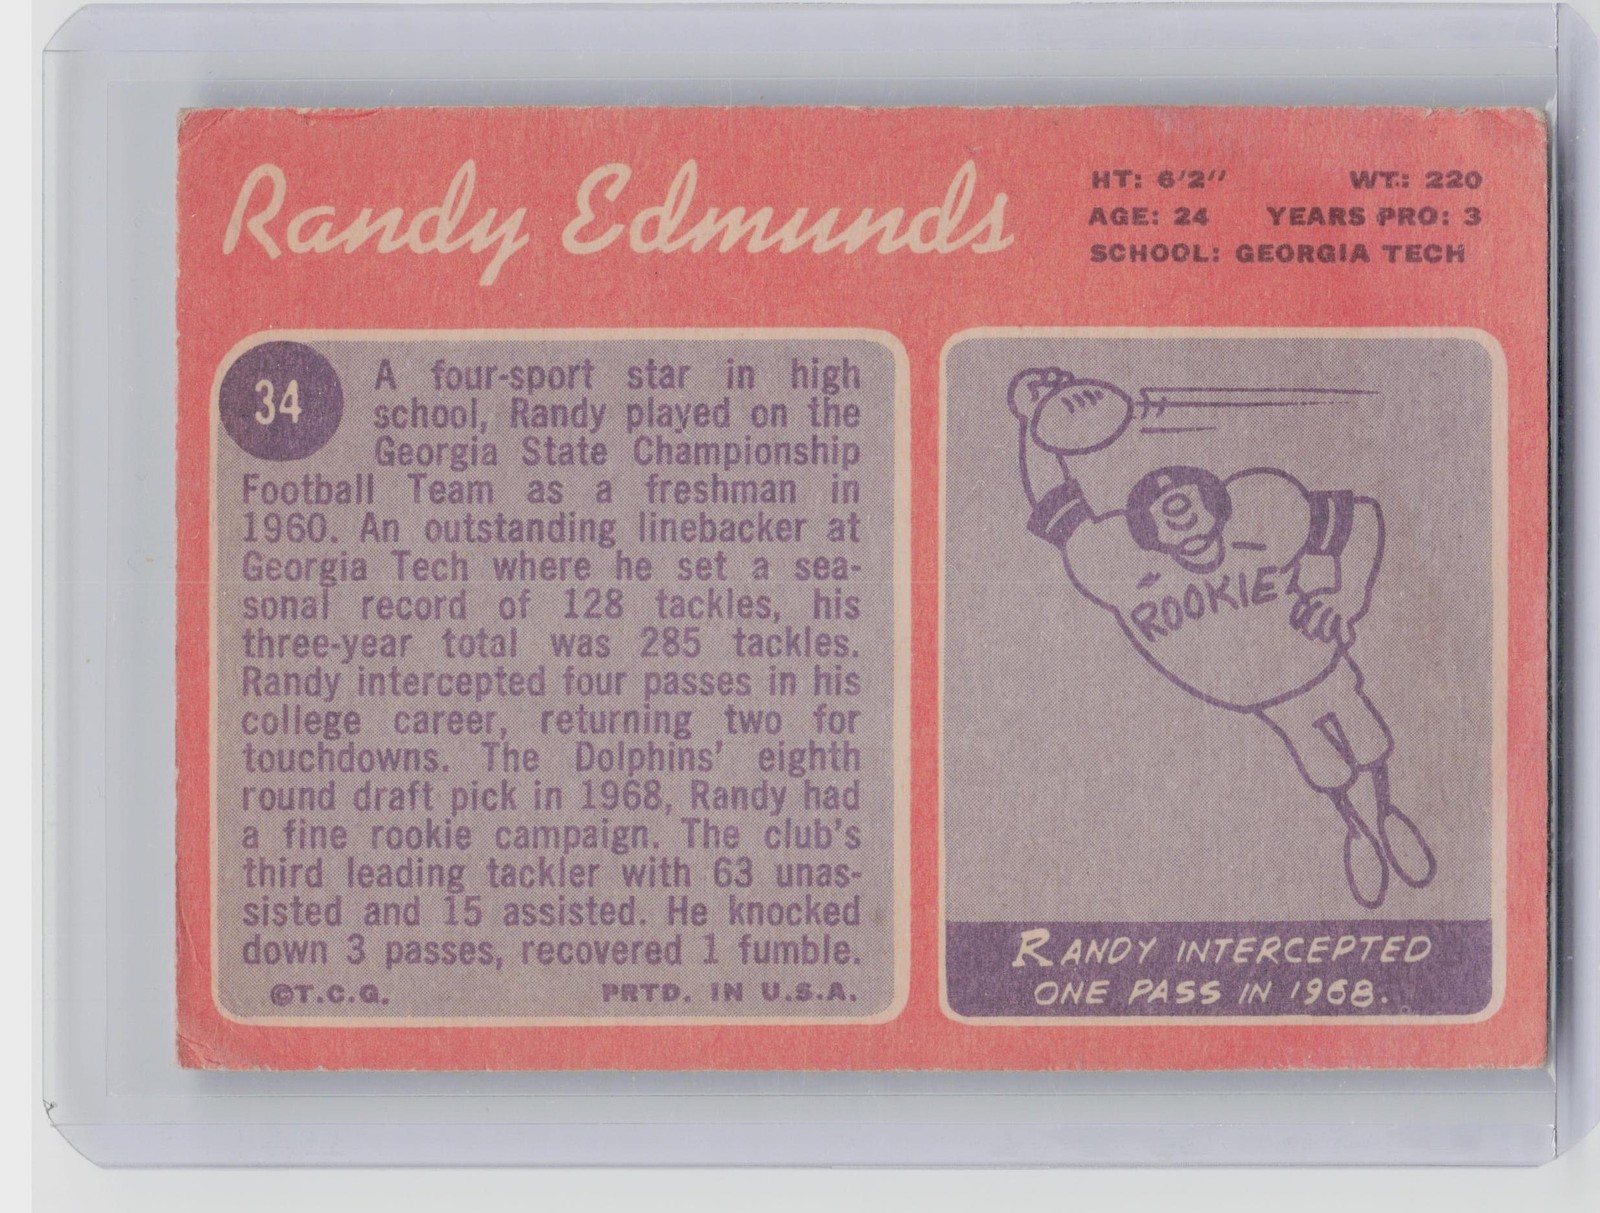 Randy Edmunds
HT: 6'2" WT.: 220
AGE: 24 YEARS PRO: 3
SCHOOL: GEORGIA TECH
34
A four-sport star in high
school, Randy played on the
Georgia State Championship
Football Team as a freshman in
1960. An outstanding linebacker at
Georgia Tech where he set a sea-
sonal record of 128 tackles, his
three-year total was 285 tackles.
Randy intercepted four passes in his
college career, returning two for
touchdowns. The Dolphins' eighth
round draft pick in 1968, Randy had
a fine rookie campaign. The club's
third leading tackler with 63 unas-
sisted and 15 assisted. He knocked
down 3 passes, recovered 1 fumble.
©T.C.G. PRTD. IN U.S.A.
ROOKIE
RANDY INTERCEPTED
ONE PASS IN 1968.